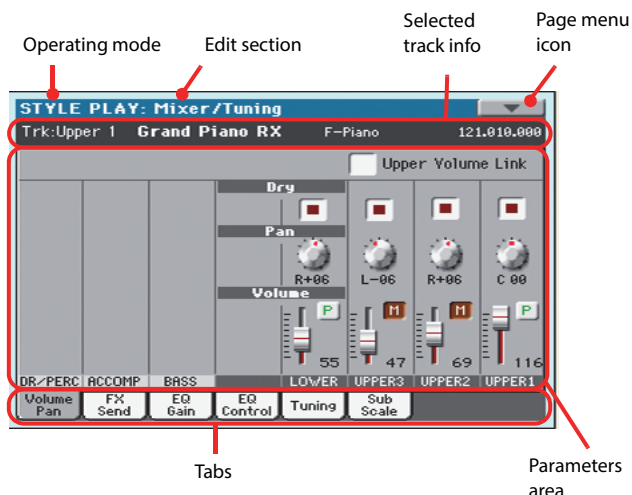 Operating mode
Edit section
Selected
track info
Page menu
icon
STYLE PLAY: Mixer/Tuning
Trk:Upper 1 Grand Piano RX F-Piano 121.010.000
Upper Volume Link
Dry
Pan
R+06 L-06 R+06 C 00
Volume
P M M P
55 47 69 116
DR/PERC ACCOMP BASS LOWER UPPER3 UPPER2 UPPER1
Volume Pan
FX Send
EQ Gain
EQ Control
Tuning
Sub Scale
Tabs
Parameters
area